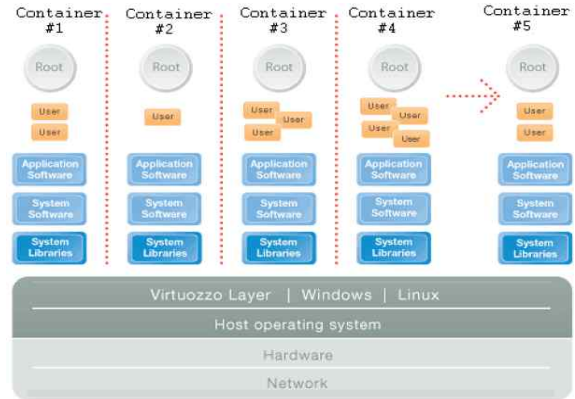 Container #1
Container #2
Container #3
Container #4
Container #5
Root
Root
Root
Root
Root
User
User
User
User
User
User
User
User
User
User
User
User
Application Software
Application Software
Application Software
Application Software
Application Software
System Software
System Software
System Software
System Software
System Software
System Libraries
System Libraries
System Libraries
System Libraries
System Libraries
Virtuozzo Layer | Windows | Linux
Host operating system
Hardware
Network